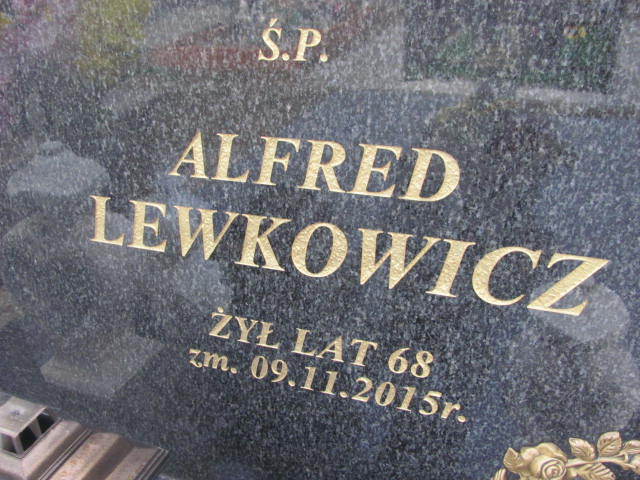 Ś.P.
ALFRED
LEWKOWICZ
ŻYŁ LAT 68
zm. 09.11.2015r.